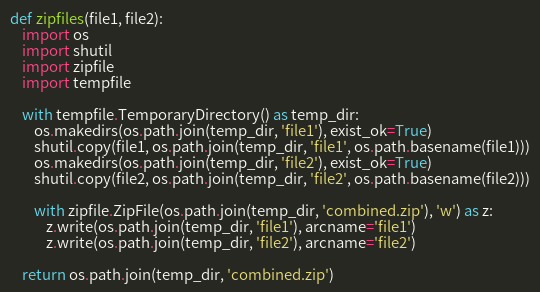 def zipfiles(file1, file2):
    import os
    import shutil
    import zipfile
    import tempfile

    with tempfile.TemporaryDirectory() as temp_dir:
        os.makedirs(os.path.join(temp_dir, 'file1'), exist_ok=True)
        shutil.copy(file1, os.path.join(temp_dir, 'file1', os.path.basename(file1)))
        os.makedirs(os.path.join(temp_dir, 'file2'), exist_ok=True)
        shutil.copy(file2, os.path.join(temp_dir, 'file2', os.path.basename(file2)))

        with zipfile.ZipFile(os.path.join(temp_dir, 'combined.zip'), 'w') as z:
            z.write(os.path.join(temp_dir, 'file1'), arcname='file1')
            z.write(os.path.join(temp_dir, 'file2'), arcname='file2')

    return os.path.join(temp_dir, 'combined.zip')